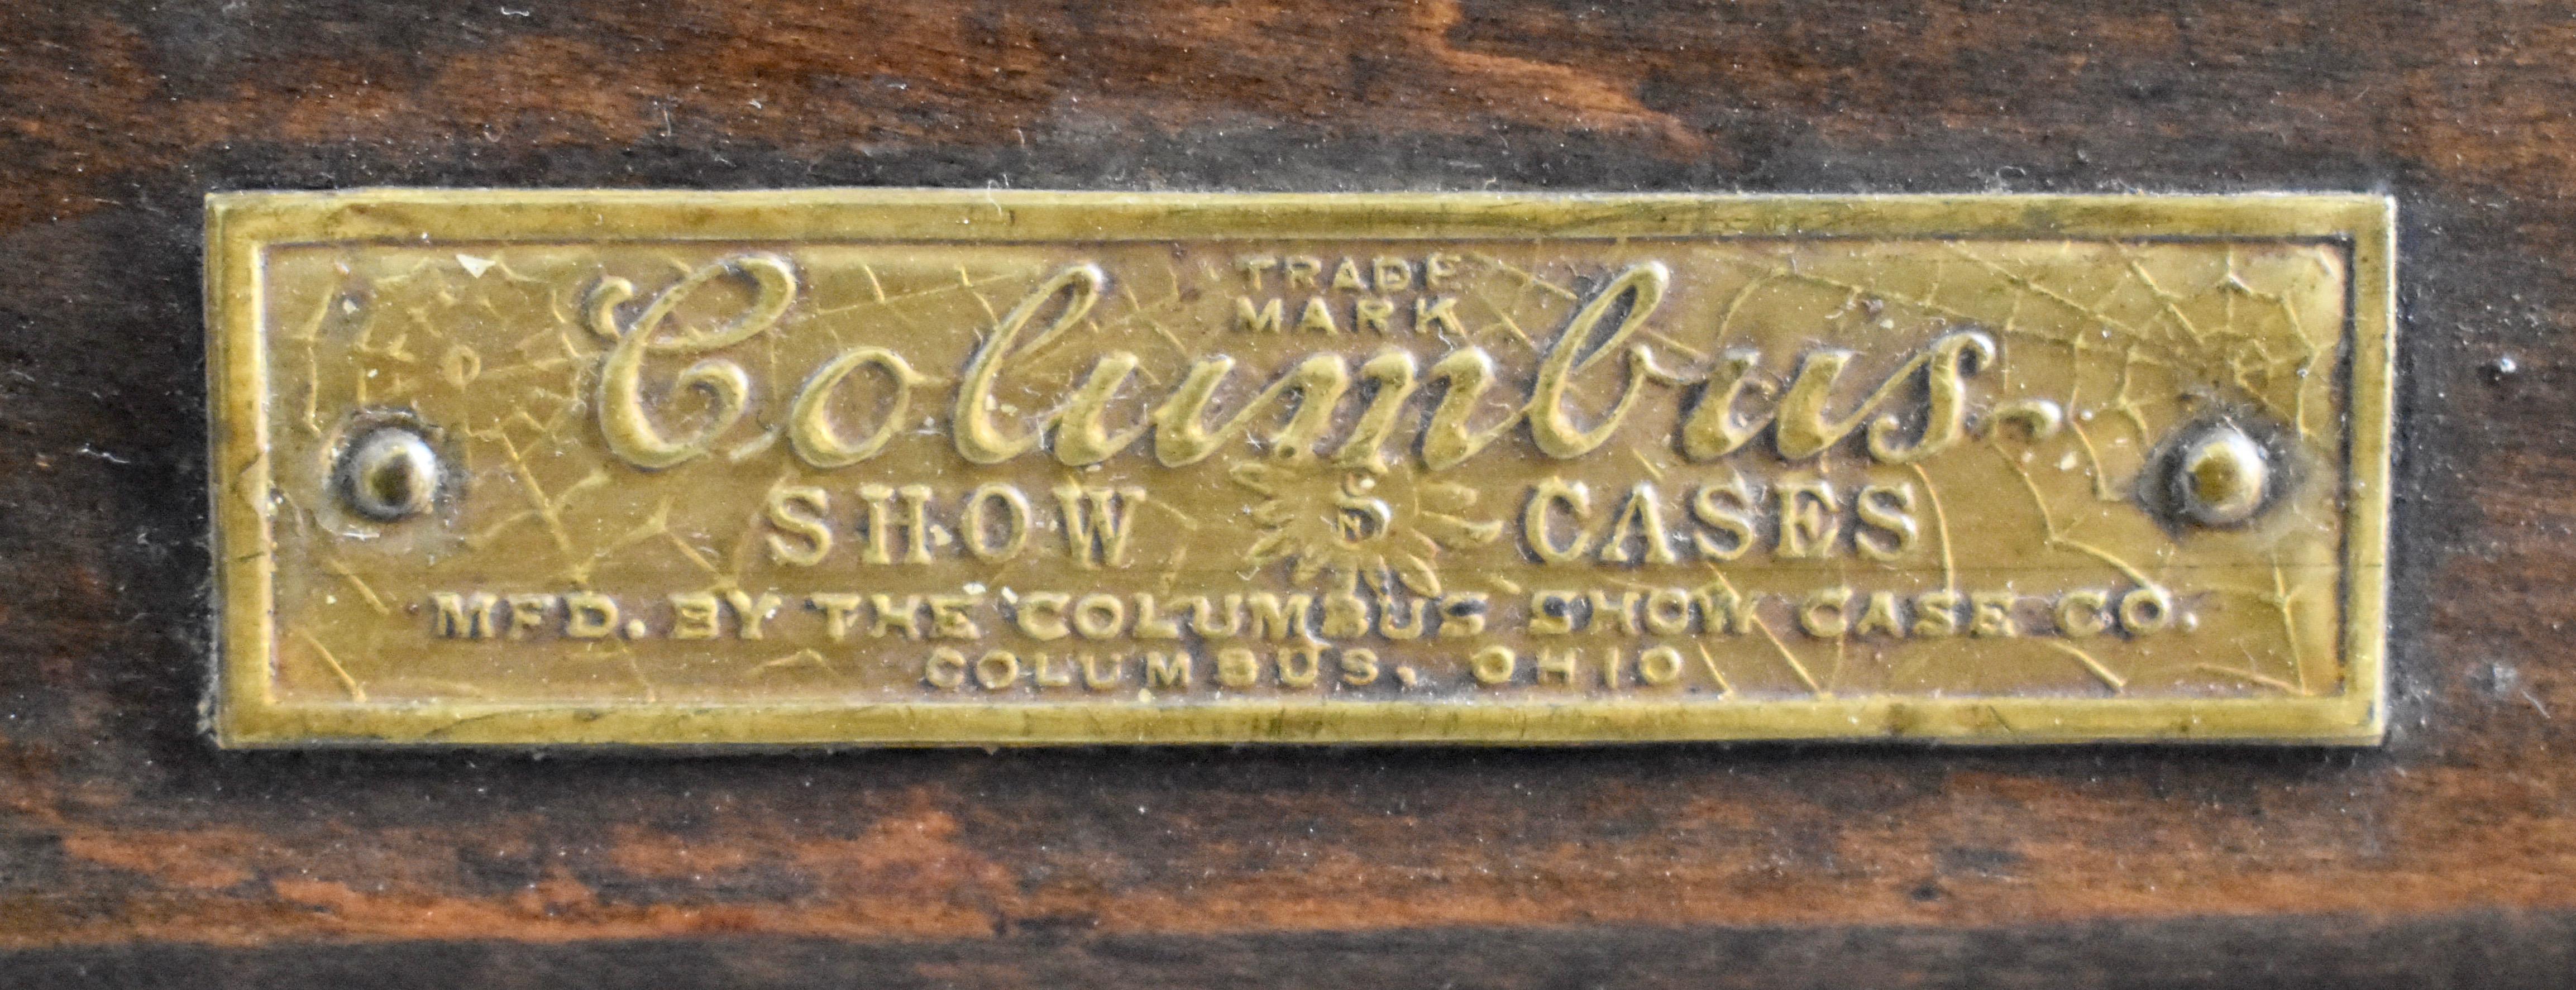 TRADE
MARK
Columbus.
SHOW CASES
MFD. BY THE COLUMBUS SHOW CASE CO.
COLUMBUS, OHIO